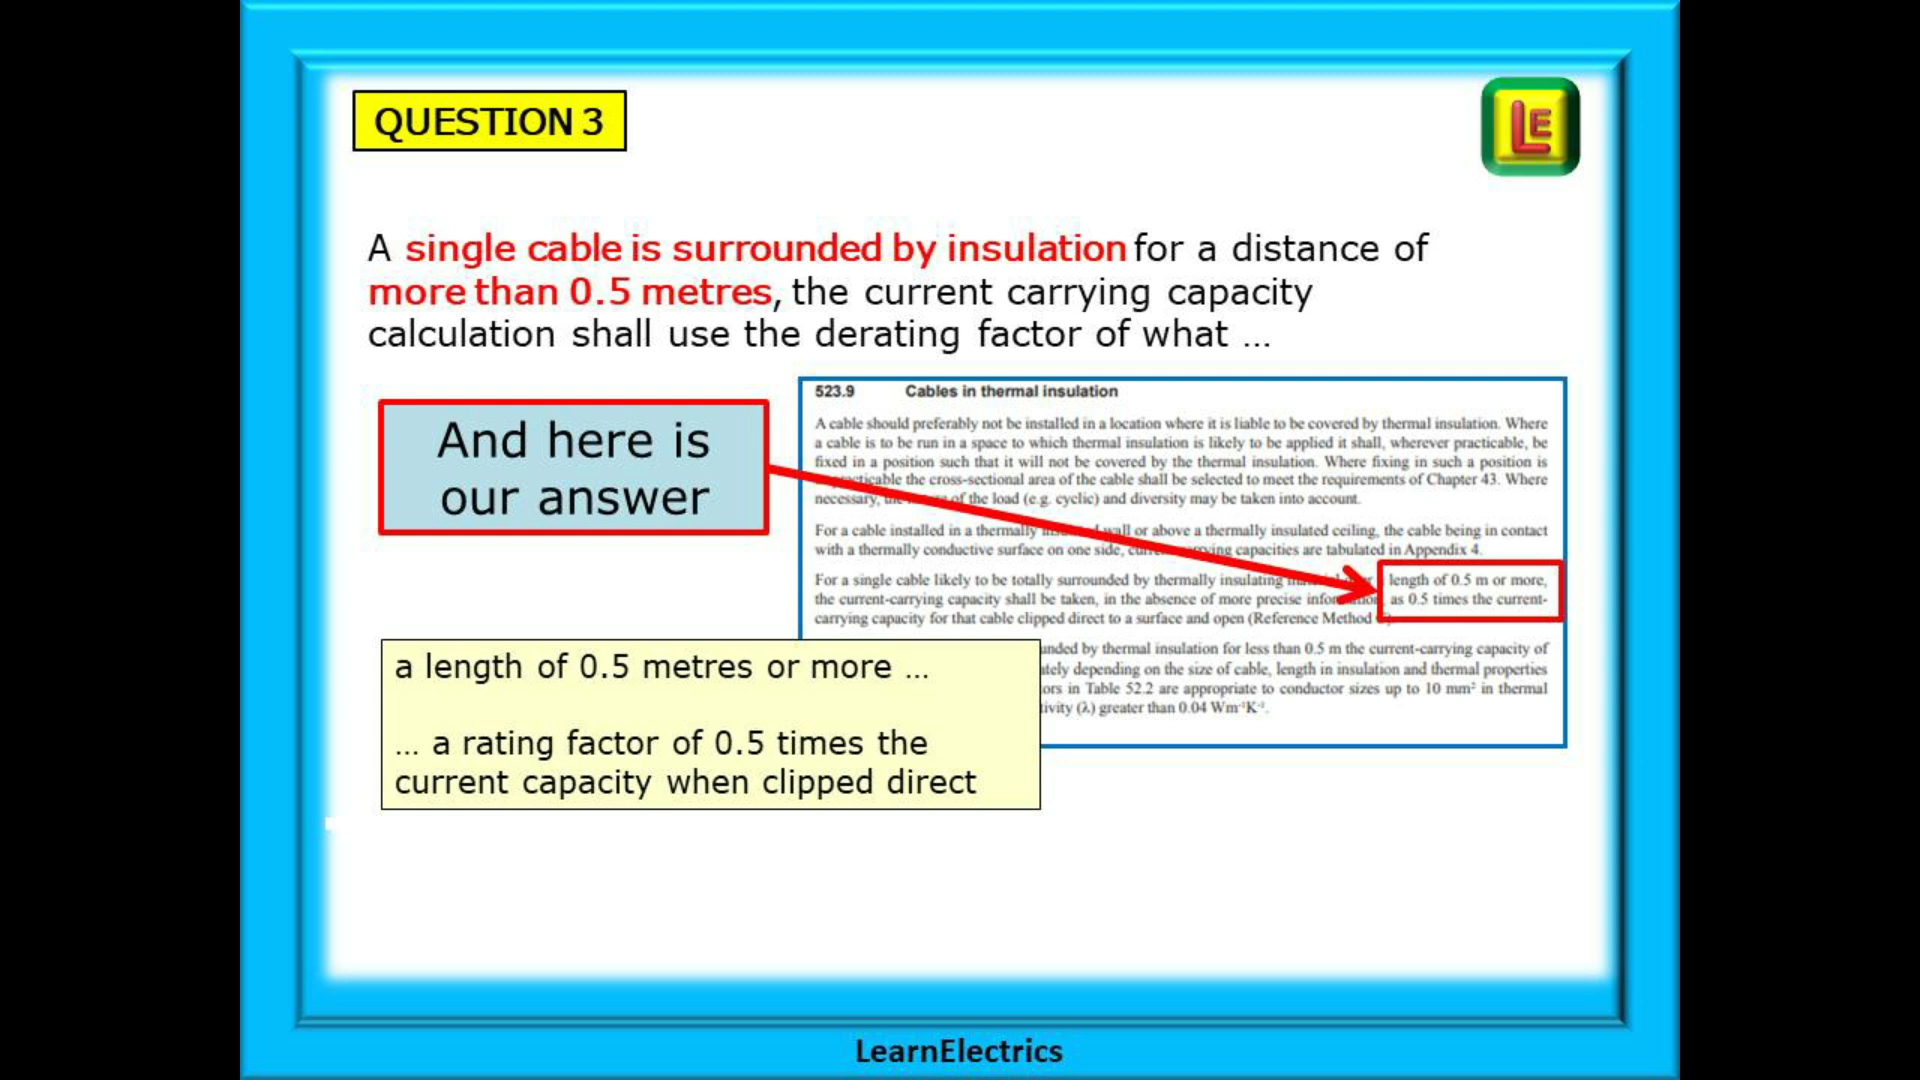 QUESTION 3
LE
A single cable is surrounded by insulation for a distance of
more than 0.5 metres, the current carrying capacity
calculation shall use the derating factor of what ...
And here is
our answer
523.9 Cables in thermal insulation
A cable should preferably not be installed in a location where it is liable to be covered by thermal insulation. Where
a cable is to be run in a space to which thermal insulation is likely to be applied it shall, wherever practicable, be
fixed in a position such that it will not be covered by the thermal insulation. Where fixing in such a position is
the cross-sectional area of the cable shall be selected to meet the requirements of Chapter 43. Where
necessary, of the load (e.g. cyclic) and diversity may be taken into account.
For a cable installed in a thermally wall or above a thermally insulated ceiling, the cable being in contact
with a thermally conductive surface on one side, capacities are tabulated in Appendix 4.
For a single cable likely to be totally surrounded by thermally insulating length of 0.5 m or more,
the current-carrying capacity shall be taken, in the absence of more precise as 0.5 times the current-
carrying capacity for that cable clipped direct to a surface and open (Reference Method
by thermal insulation for less than 0.5 m the current-carrying capacity of
depending on the size of cable, length in insulation and thermal properties
in Table 52.2 are appropriate to conductor sizes up to 10 mm² in thermal
(λ) greater than 0.04 Wm⁻¹K⁻¹.
a length of 0.5 metres or more ...
... a rating factor of 0.5 times the
current capacity when clipped direct
LearnElectrics